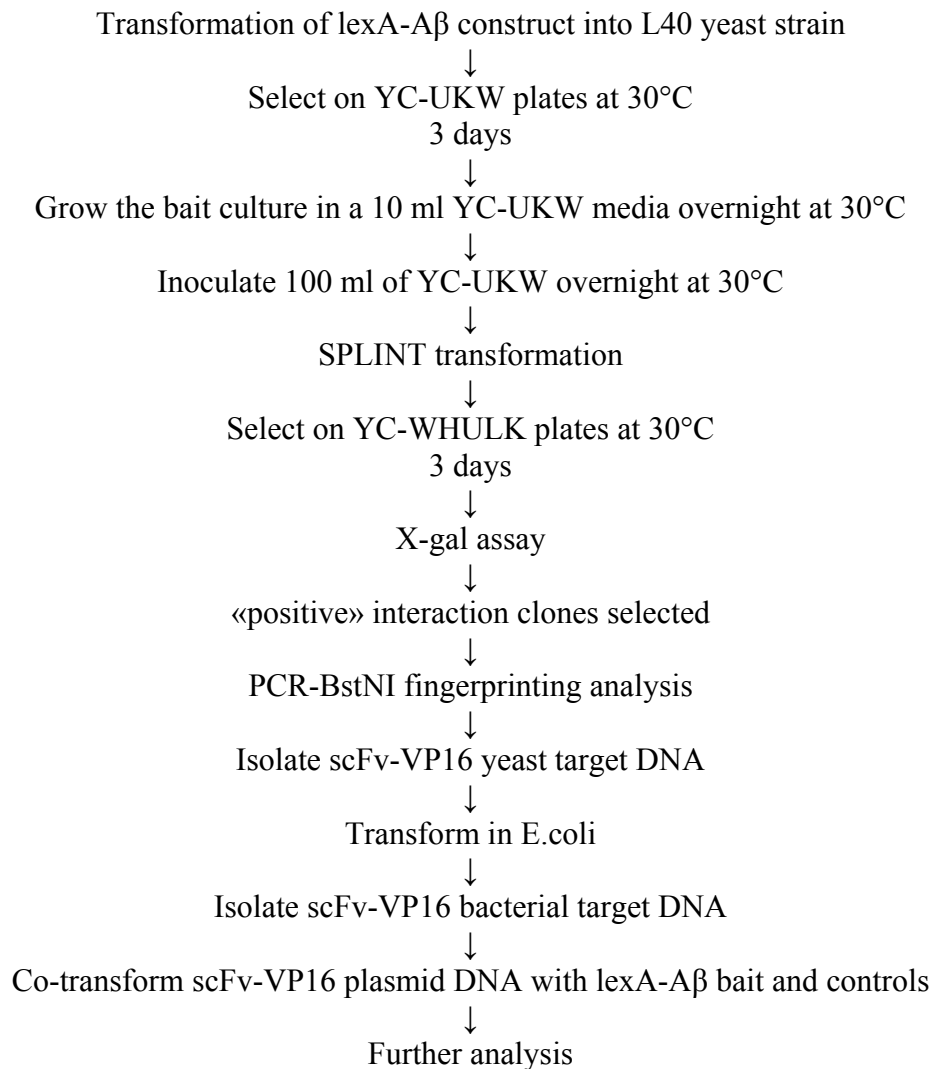 Transformation of lexA-Aβ construct into L40 yeast strain
↓
Select on YC-UKW plates at 30°C
3 days
↓
Grow the bait culture in a 10 ml YC-UKW media overnight at 30°C
↓
Inoculate 100 ml of YC-UKW overnight at 30°C
↓
SPLINT transformation
↓
Select on YC-WHULK plates at 30°C
3 days
↓
X-gal assay
↓
«positive» interaction clones selected
↓
PCR-BstNI fingerprinting analysis
↓
Isolate scFv-VP16 yeast target DNA
↓
Transform in E.coli
↓
Isolate scFv-VP16 bacterial target DNA
↓
Co-transform scFv-VP16 plasmid DNA with lexA-Aβ bait and controls
↓
Further analysis